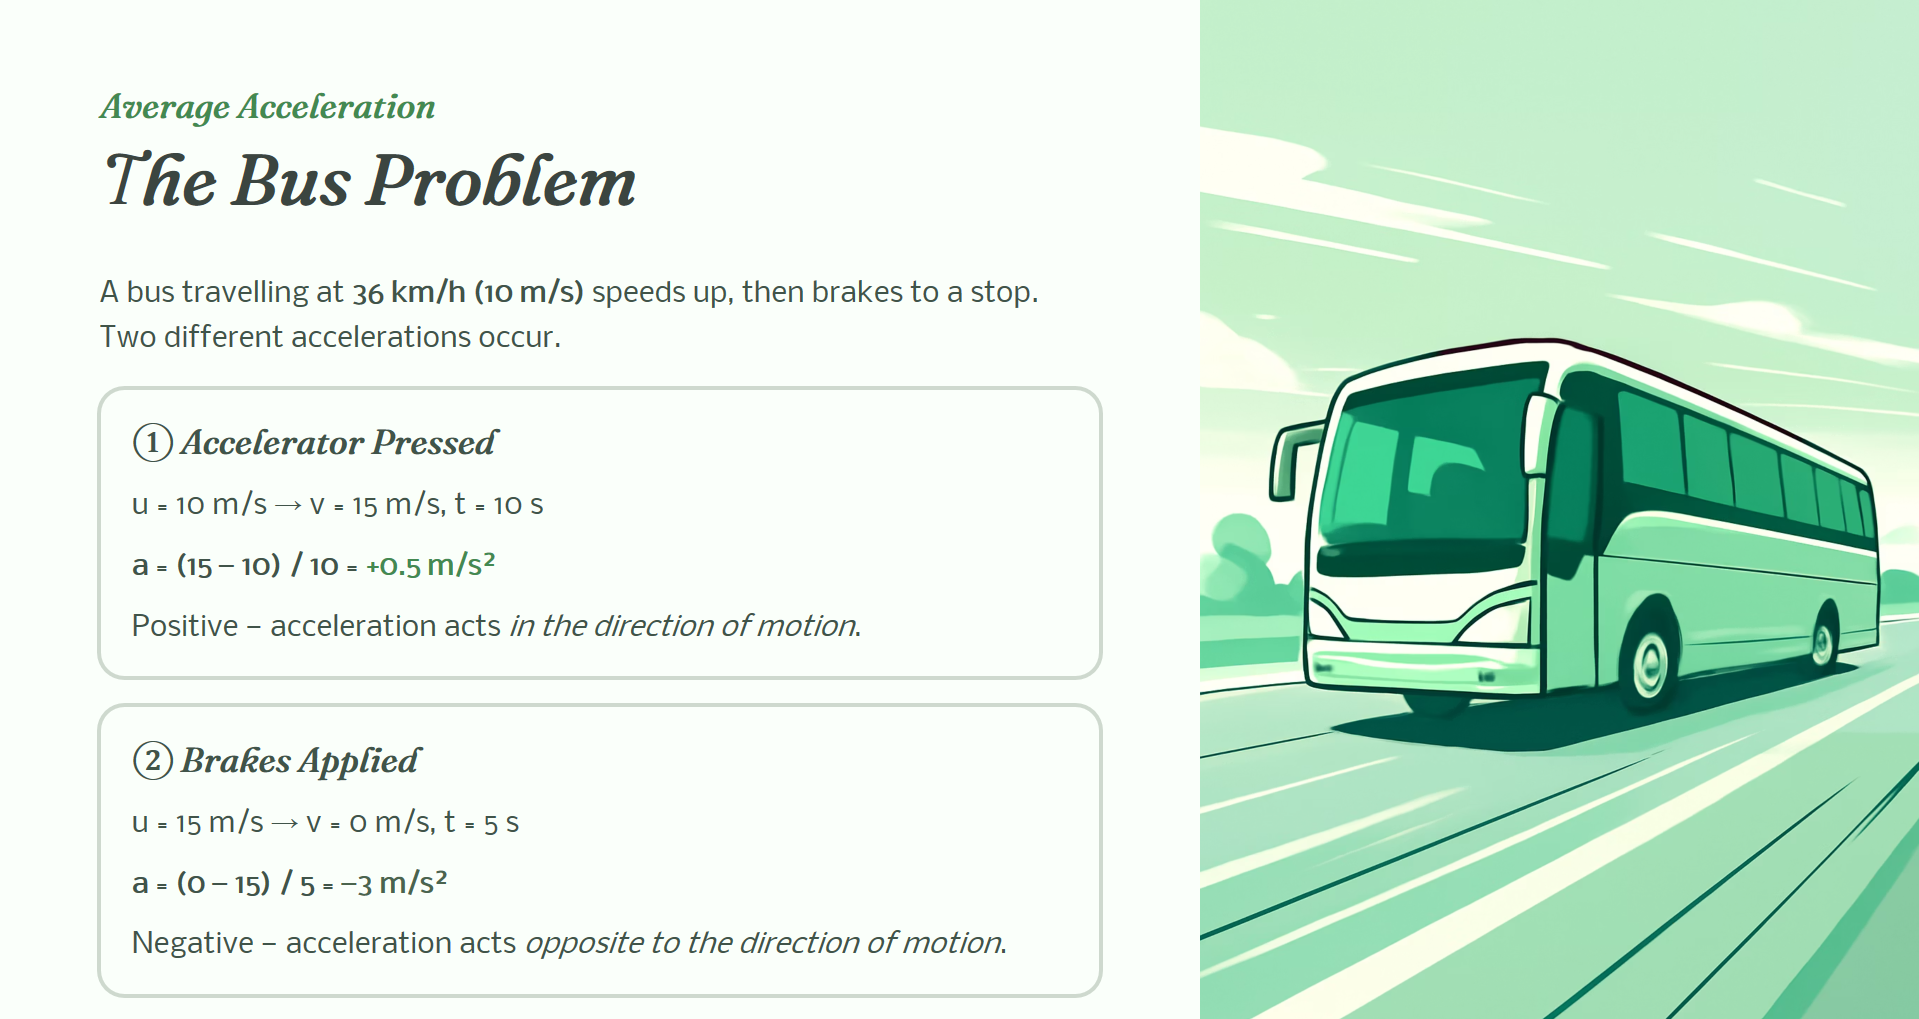 Average Acceleration
The Bus Problem
A bus travelling at 36 km/h (10 m/s) speeds up, then brakes to a stop.
Two different accelerations occur.
① Accelerator Pressed
u = 10 m/s → v = 15 m/s, t = 10 s
a = (15 – 10) / 10 = +0.5 m/s²
Positive – acceleration acts in the direction of motion.
② Brakes Applied
u = 15 m/s → v = 0 m/s, t = 5 s
a = (0 – 15) / 5 = –3 m/s²
Negative – acceleration acts opposite to the direction of motion.